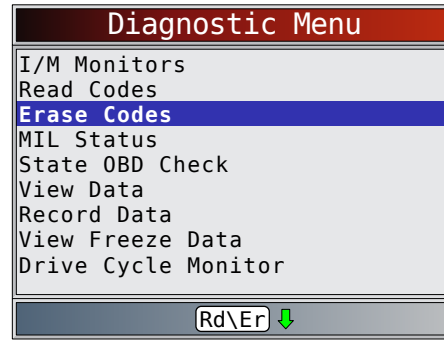 Diagnostic Menu
I/M Monitors
Read Codes
Erase Codes
MIL Status
State OBD Check
View Data
Record Data
View Freeze Data
Drive Cycle Monitor
Rd\Er